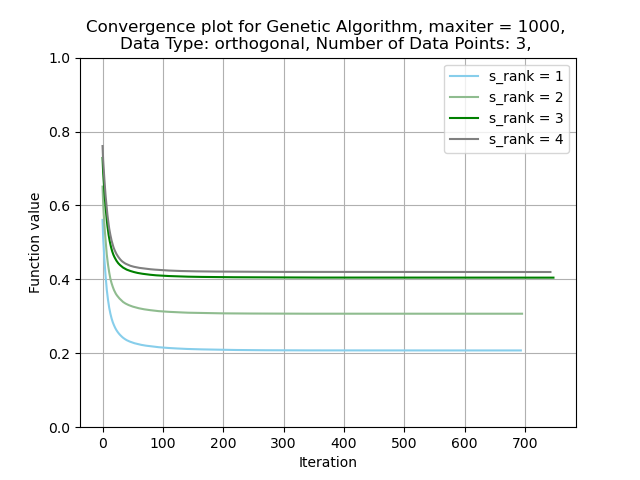 Convergence plot for Genetic Algorithm, maxiter = 1000,
Data Type: orthogonal, Number of Data Points: 3,
1.0
0.8
0.6
0.4
0.2
0.0
Function value
s_rank = 1
s_rank = 2
s_rank = 3
s_rank = 4
0 100 200 300 400 500 600 700
Iteration